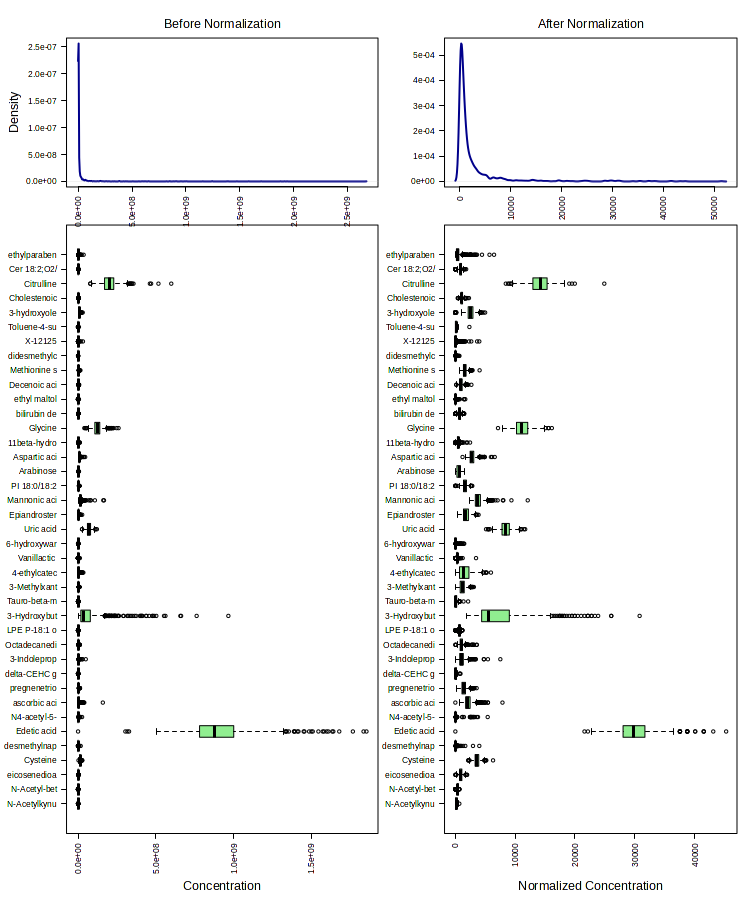 Before Normalization
After Normalization
Density
2.5e-07
2.0e-07
1.5e-07
1.0e-07
5.0e-08
0.0e+00
0.0e+00
5.0e+08
1.0e+09
1.5e+09
2.0e+09
2.5e+09
5e-04
4e-04
3e-04
2e-04
1e-04
0e+00
0
10000
20000
30000
40000
50000
ethylparaben
Cer 18:2;O2/
Citrulline
Cholestenoic
3-hydroxyole
Toluene-4-su
X-12125
didesmethylc
Methionine s
Decenoic aci
ethyl maltol
bilirubin de
Glycine
11beta-hydro
Aspartic aci
Arabinose
PI 18:0/18:2
Mannonic aci
Epiandroster
Uric acid
6-hydroxywar
Vanillactic
4-ethylcatec
3-Methylxant
Tauro-beta-m
3-Hydroxybut
LPE P-18:1 o
Octadecanedi
3-Indoleprop
delta-CEHC g
pregnenetrio
ascorbic aci
N4-acetyl-5-
Edetic acid
desmethylnap
Cysteine
eicosenedioa
N-Acetyl-bet
N-Acetylkynu
0.0e+00
5.0e+08
1.0e+09
1.5e+09
Concentration
ethylparaben
Cer 18:2;O2/
Citrulline
Cholestenoic
3-hydroxyole
Toluene-4-su
X-12125
didesmethylc
Methionine s
Decenoic aci
ethyl maltol
bilirubin de
Glycine
11beta-hydro
Aspartic aci
Arabinose
PI 18:0/18:2
Mannonic aci
Epiandroster
Uric acid
6-hydroxywar
Vanillactic
4-ethylcatec
3-Methylxant
Tauro-beta-m
3-Hydroxybut
LPE P-18:1 o
Octadecanedi
3-Indoleprop
delta-CEHC g
pregnenetrio
ascorbic aci
N4-acetyl-5-
Edetic acid
desmethylnap
Cysteine
eicosenedioa
N-Acetyl-bet
N-Acetylkynu
0
10000
20000
30000
40000
Normalized Concentration